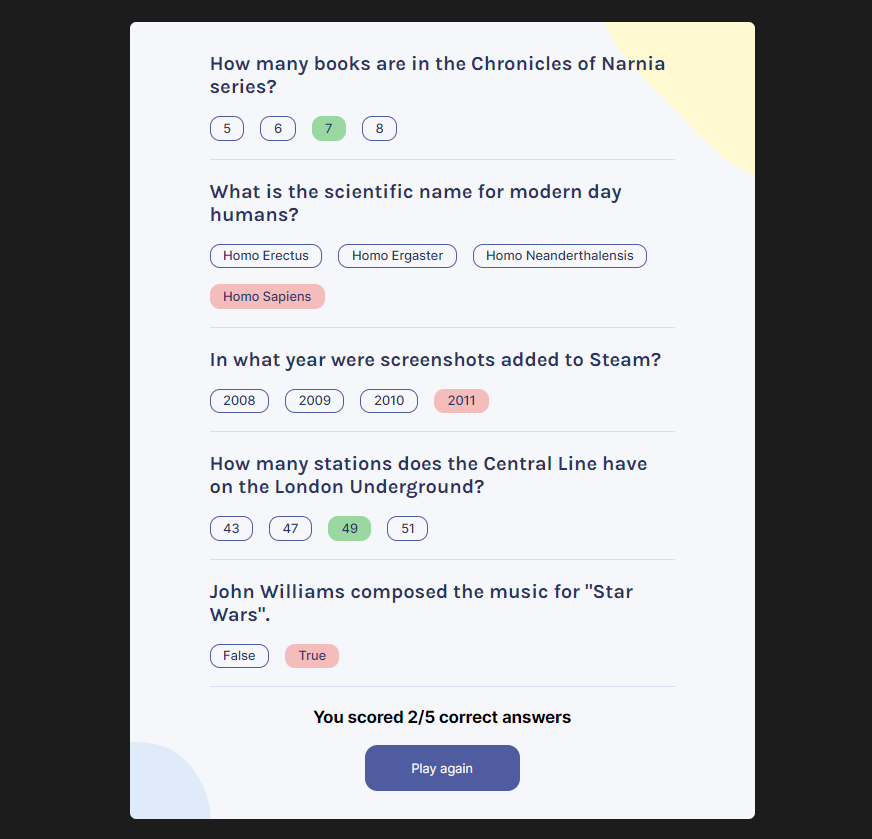 How many books are in the Chronicles of Narnia
series?
5 6 7 8
What is the scientific name for modern day
humans?
Homo Erectus Homo Ergaster Homo Neanderthalensis
Homo Sapiens
In what year were screenshots added to Steam?
2008 2009 2010 2011
How many stations does the Central Line have
on the London Underground?
43 47 49 51
John Williams composed the music for "Star
Wars".
False True
You scored 2/5 correct answers
Play again